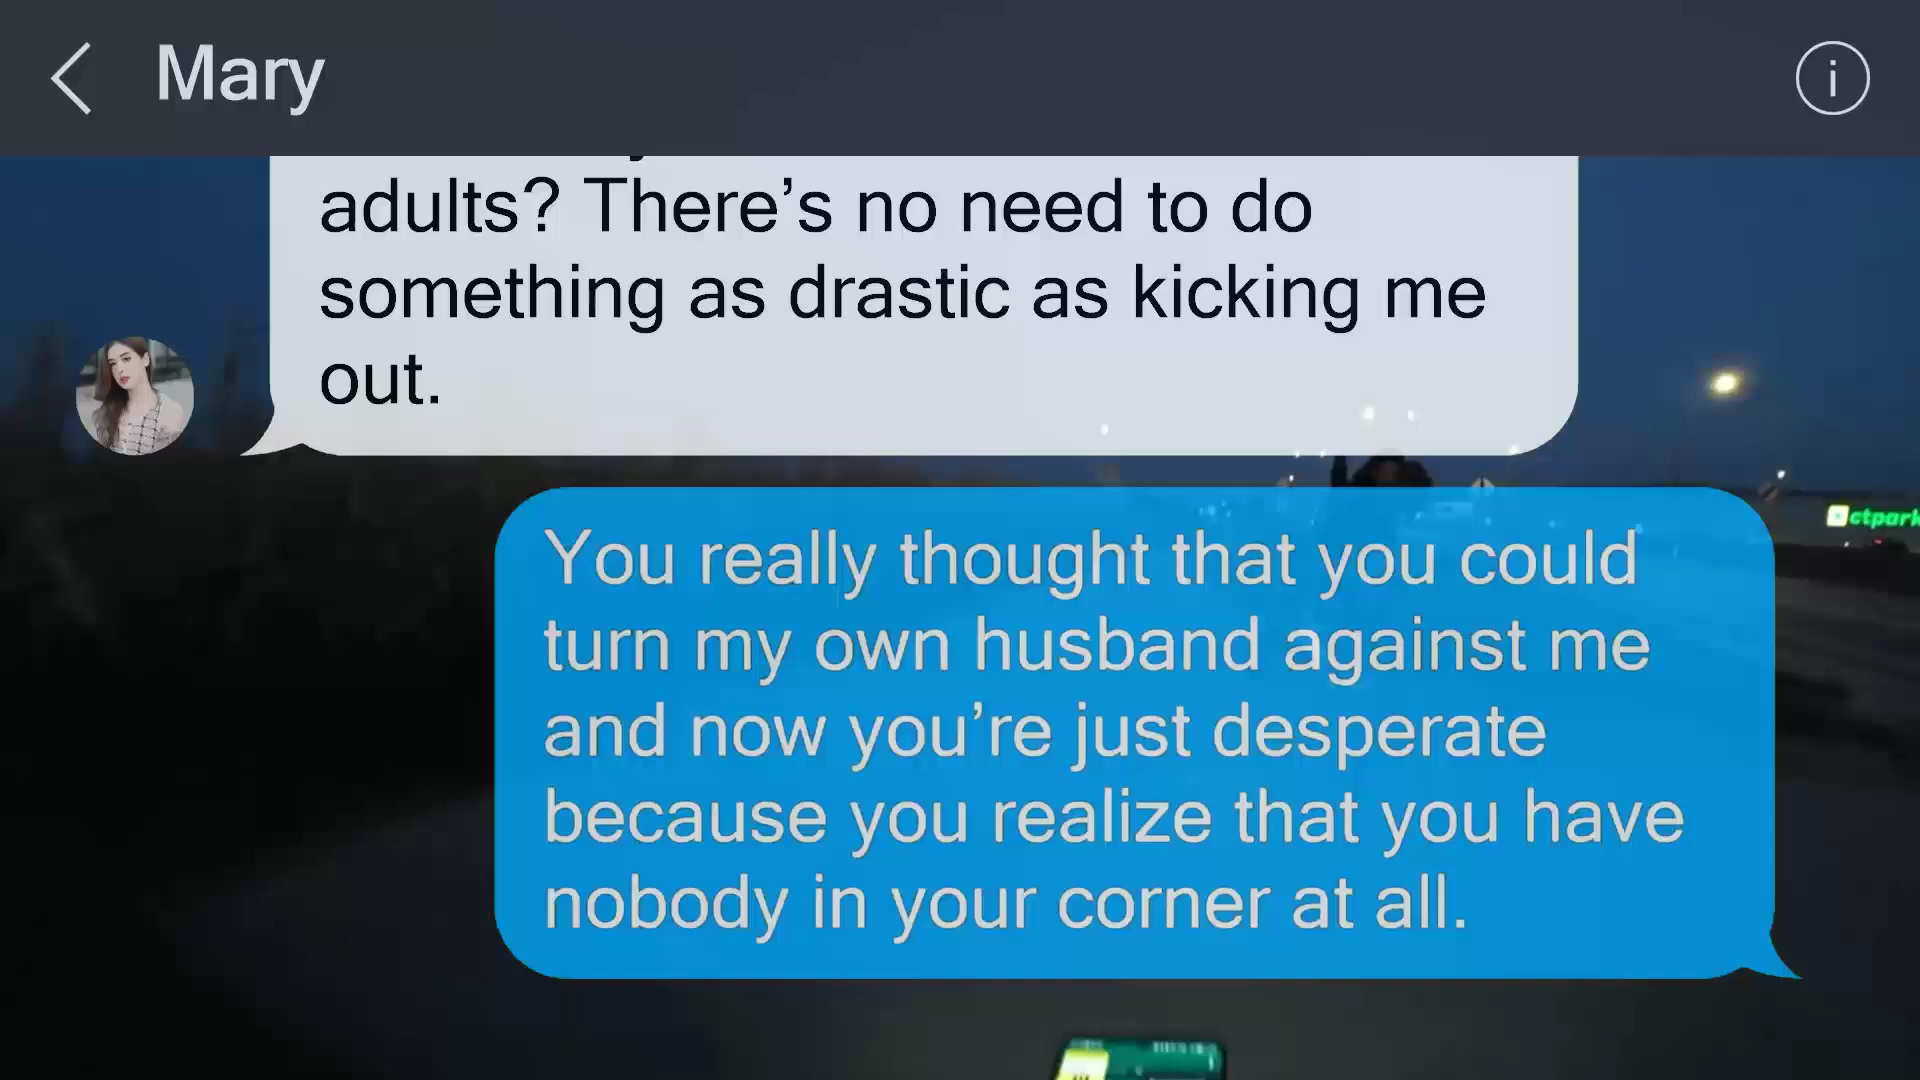 Mary
adults? There’s no need to do
something as drastic as kicking me
out.
You really thought that you could
turn my own husband against me
and now you’re just desperate
because you realize that you have
nobody in your corner at all.
ctpark